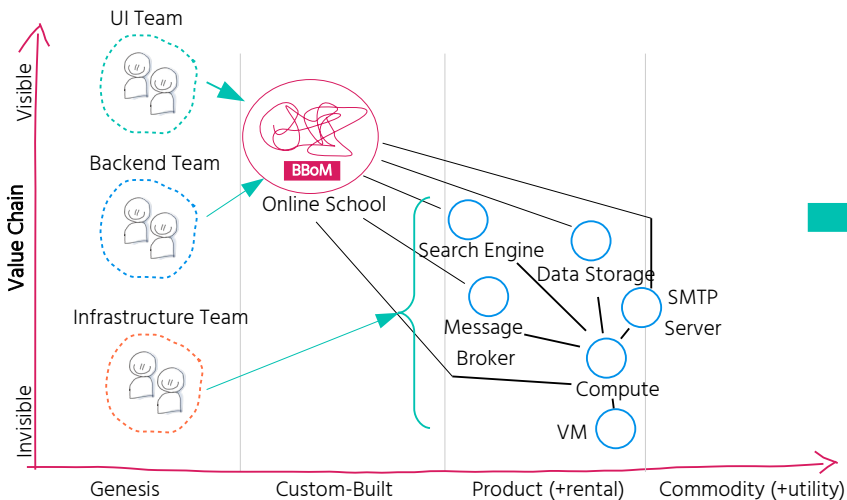 UI Team
Visible
BBoM
Backend Team
Online School
Value Chain
Search Engine
Data Storage
SMTP
Server
Infrastructure Team
Message
Broker
Compute
Invisible
VM
Genesis
Custom-Built
Product (+rental)
Commodity (+utility)